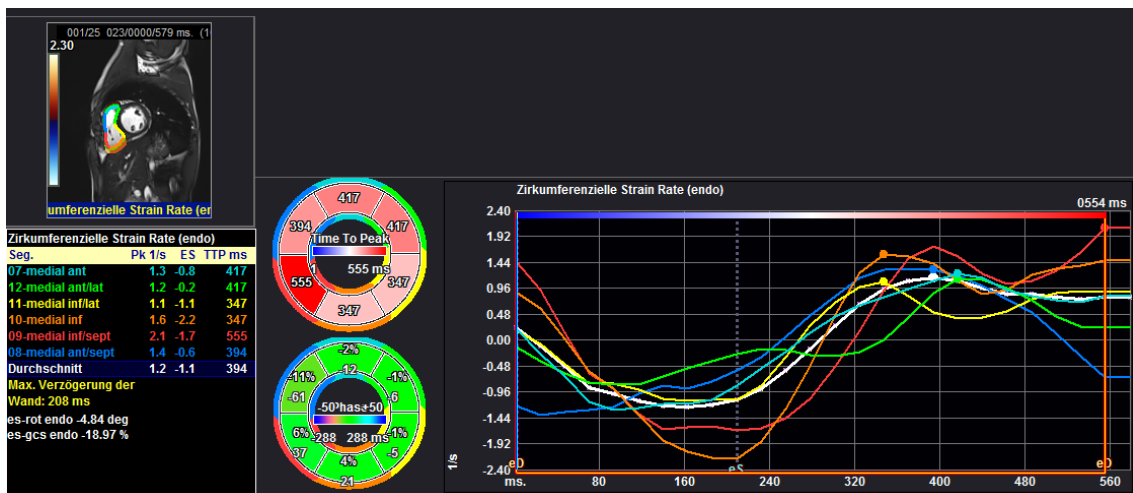 001/25 023/0000/579 ms. (1
2.30
umferenzielle Strain Rate (er
Zirkumferenzielle Strain Rate (endo)
Seg. Pk 1/s ES TTP ms
07-medial ant 1.3 -0.8 417
12-medial ant/lat 1.2 -0.2 417
11-medial inf/lat 1.1 -1.1 347
10-medial inf 1.6 -2.2 347
09-medial inf/sept 2.1 -1.7 555
08-medial ant/sept 1.4 -0.6 394
Durchschnitt 1.2 -1.1 394
Max. Verzögerung der
Wand: 208 ms
es-rot endo -4.84 deg
es-gcs endo -18.97 %
417
394 417
Time To Peak
1 555 ms
555 347
347
-2%
12
-11% -1%
-61 6
-50 Phas +50
-288 288 ms
6% -1%
37 -5
4%
21
Zirkumferenzielle Strain Rate (endo)
0554 ms
2.40
1.92
1.44
0.96
0.48
0.00
-0.48
-0.96
-1.44
-1.92
-2.40
1/s
eD eS eD
ms. 80 160 240 320 400 480 560